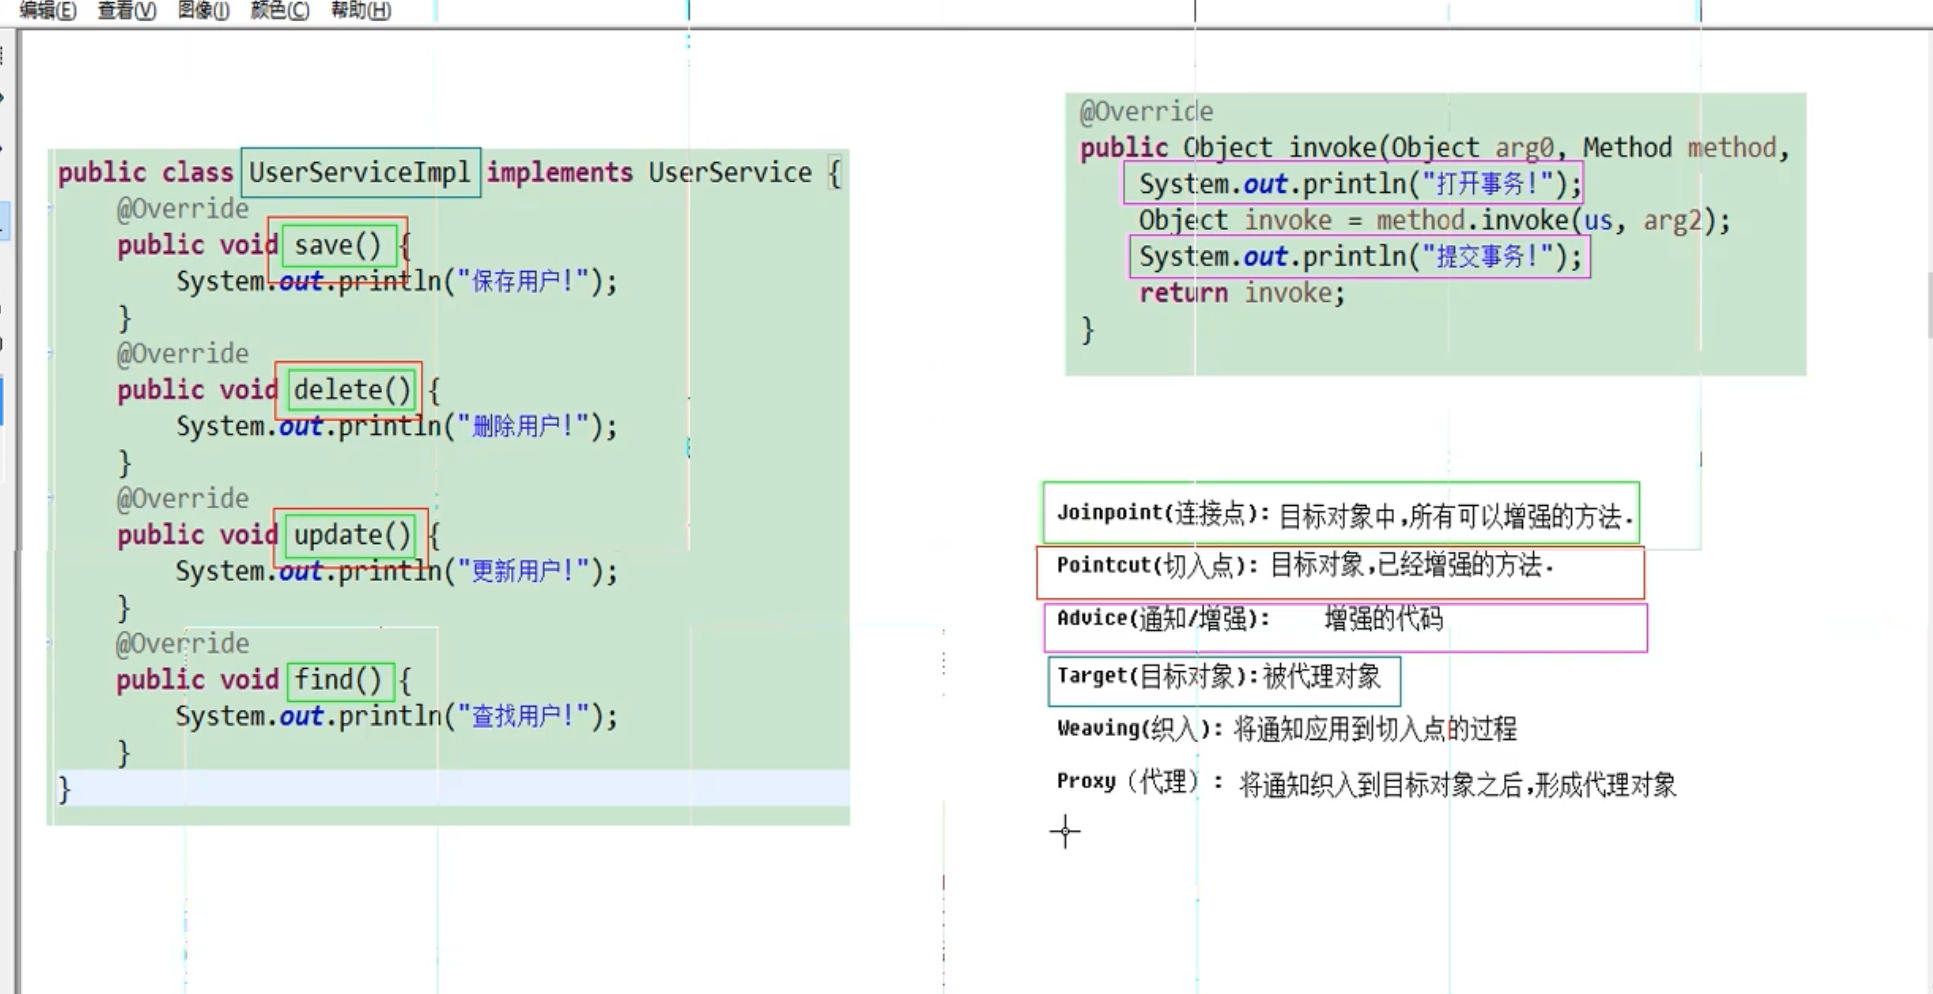 编辑(E) 查看(V) 图像(I) 颜色(C) 帮助(H)
public class UserServiceImpl implements UserService {
@Override
public void save() {
System.out.println("保存用户!");
}
@Override
public void delete() {
System.out.println("删除用户!");
}
@Override
public void update() {
System.out.println("更新用户!");
}
@Override
public void find() {
System.out.println("查找用户!");
}
}
@Override
public Object invoke(Object arg0, Method method,
System.out.println("打开事务!");
Object invoke = method.invoke(us, arg2);
System.out.println("提交事务!");
return invoke;
}
Joinpoint(连接点): 目标对象中,所有可以增强的方法.
Pointcut(切入点): 目标对象,已经增强的方法.
Advice(通知/增强): 增强的代码
Target(目标对象):被代理对象
Weaving(织入): 将通知应用到切入点的过程
Proxy (代理) : 将通知织入到目标对象之后,形成代理对象